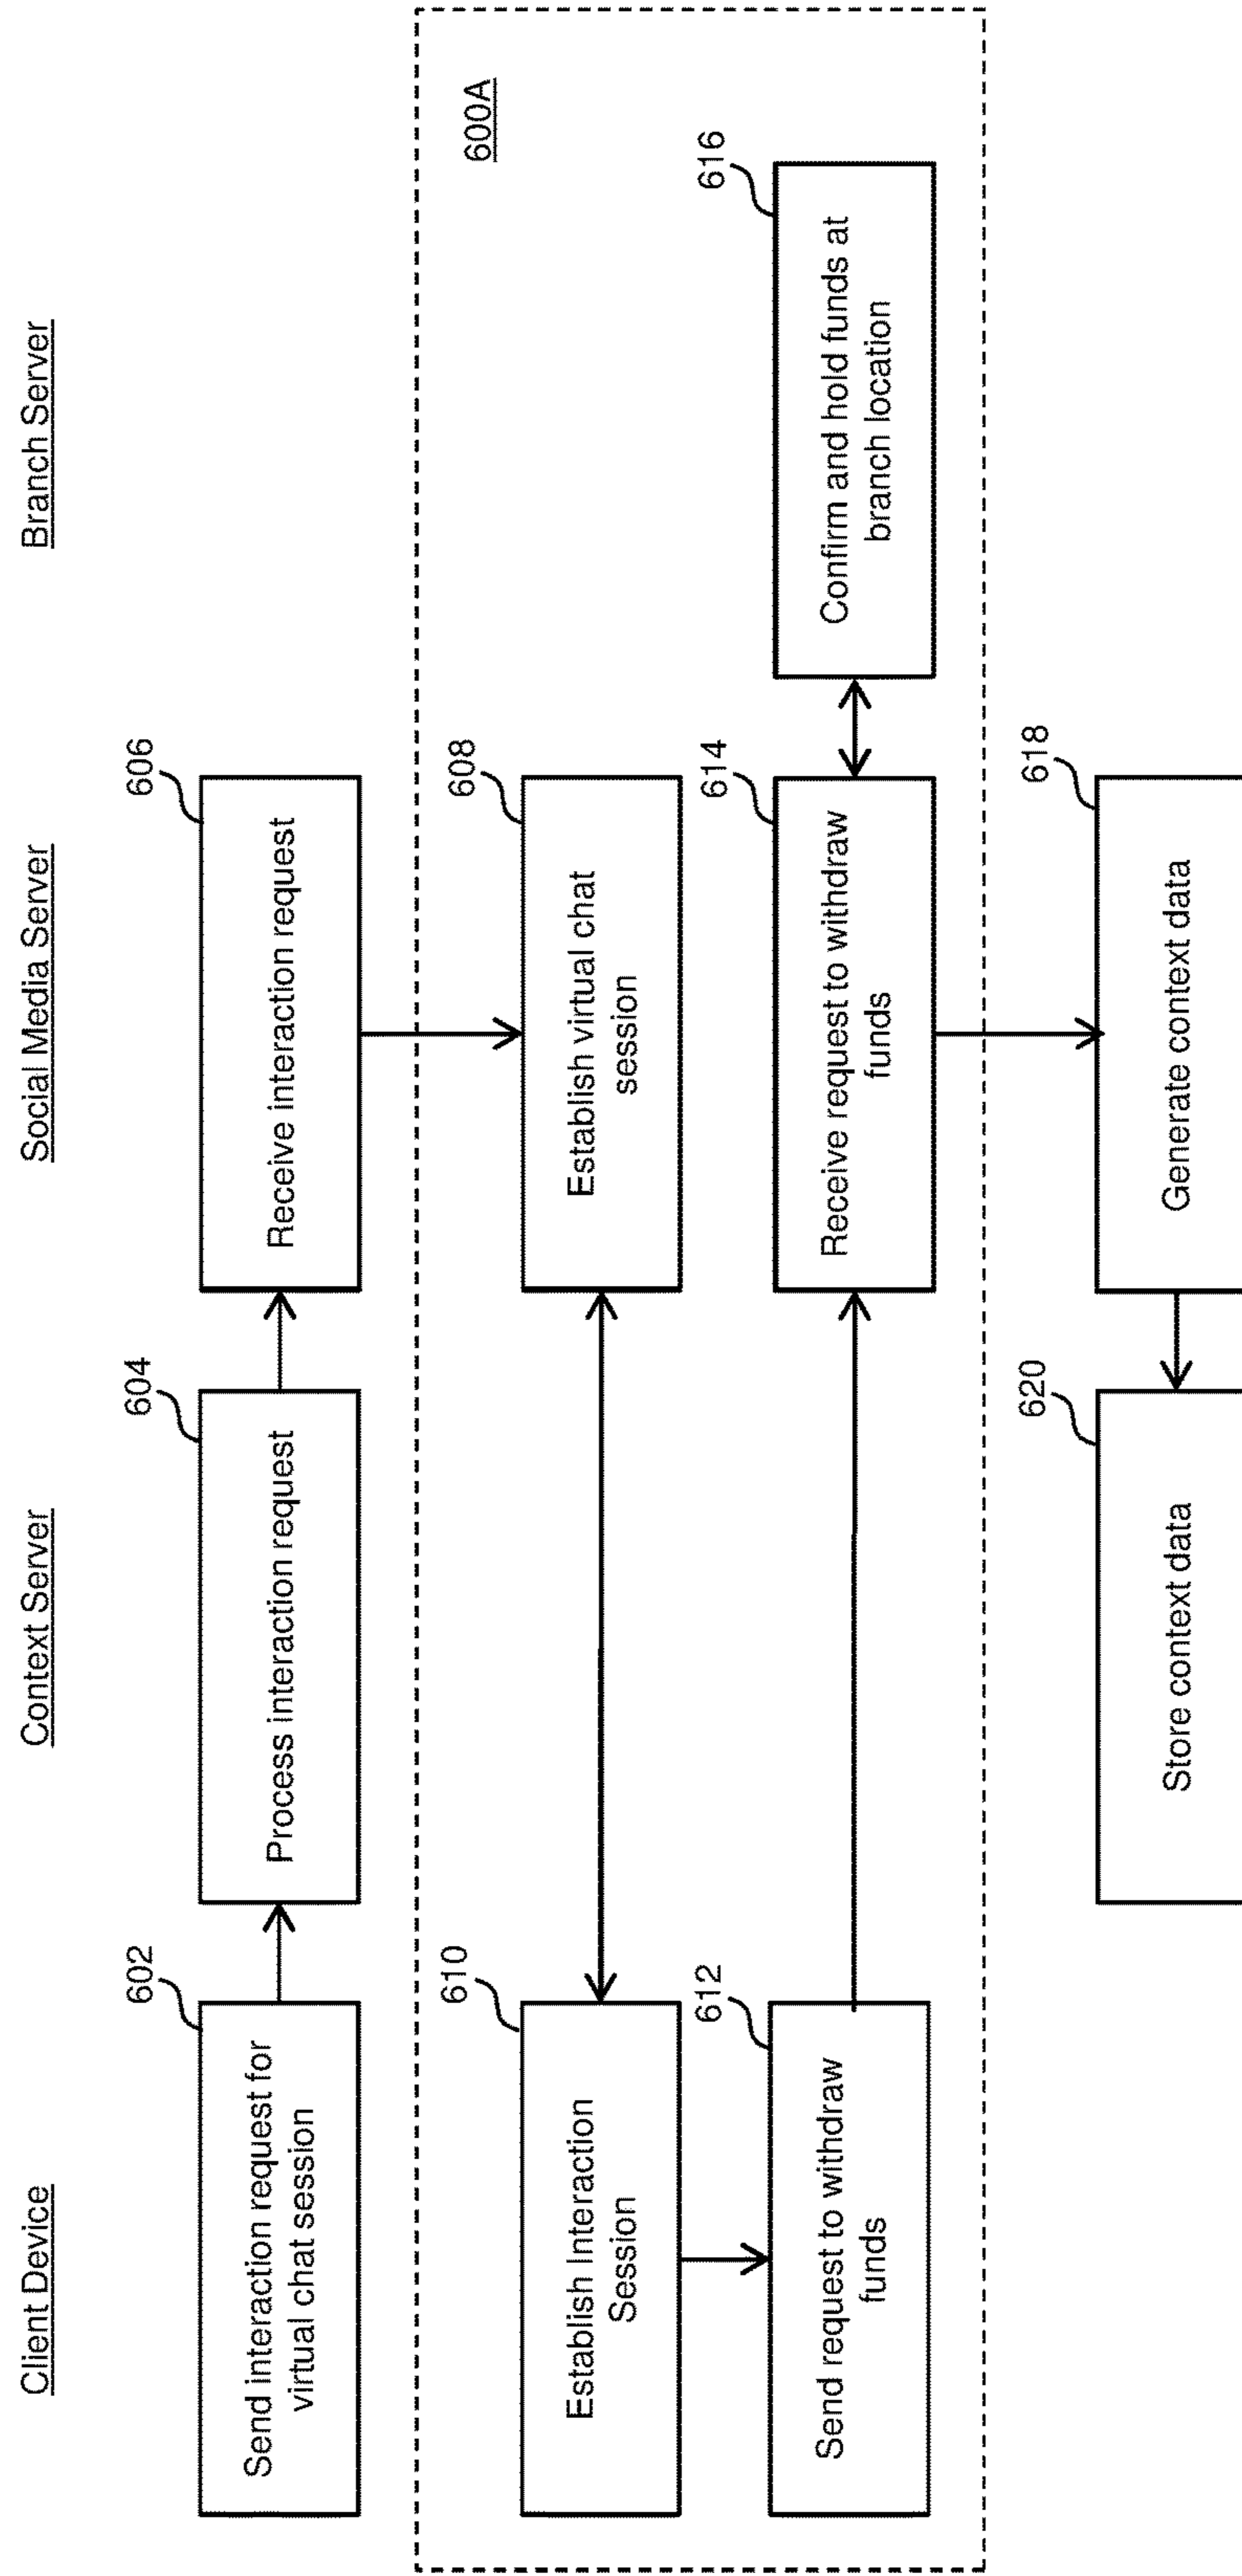 Client Device
Context Server
Social Media Server
Branch Server
602
Send interaction request for
virtual chat session
604
Process interaction request
606
Receive interaction request
600A
610
Establish Interaction
Session
608
Establish virtual chat
session
612
Send request to withdraw
funds
614
Receive request to withdraw
funds
616
Confirm and hold funds at
branch location
620
Store context data
618
Generate context data